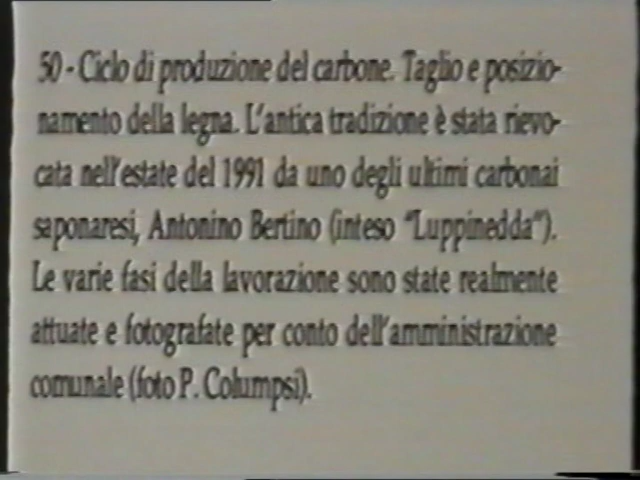 50 - Ciclo di produzione del carbone. Taglio e posizio-
namento della legna. L'antica tradizione è stata rievo-
cata nell'estate del 1991 da uno degli ultimi carbonai
saponaresi, Antonino Bertino (inteso "Luppinedda").
Le varie fasi della lavorazione sono state realmente
attuate e fotografate per conto dell'amministrazione
comunale (foto P. Columpsi).